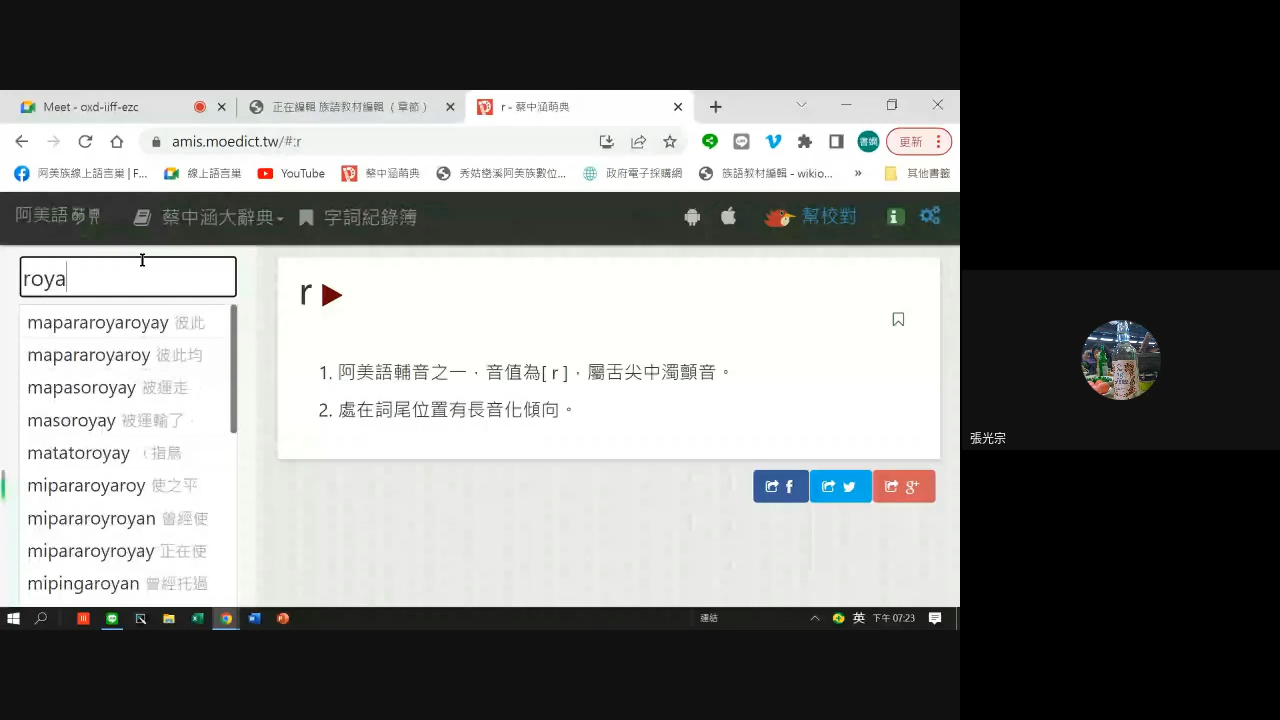 Meet - oxd-iiff-ezc
正在編輯 族語教材編輯（章節）
r - 蔡中涵萌典
amis.moedict.tw/#:r
書嫻
更新
阿美族線上語言巢 | F...
線上語言巢
YouTube
蔡中涵萌典
秀姑巒溪阿美族數位...
政府電子採購網
族語教材編輯 - wikio...
»
其他書籤
阿美語萌典
蔡中涵大辭典
字詞紀錄簿
幫校對
roya
mapararoyaroyay 彼此
mapararoyaroy 彼此均
mapasoroyay 被運走
masoroyay 被運輸了
matatoroyay （指鳥
mipararoyaroy 使之平
mipararoyroyan 曾經使
mipararoyroyay 正在使
mipingaroyan 曾經托過
r
1. 阿美語輔音之一，音值為[ r ]，屬舌尖中濁顫音。
2. 處在詞尾位置有長音化傾向。
張光宗
連結
英
下午 07:23